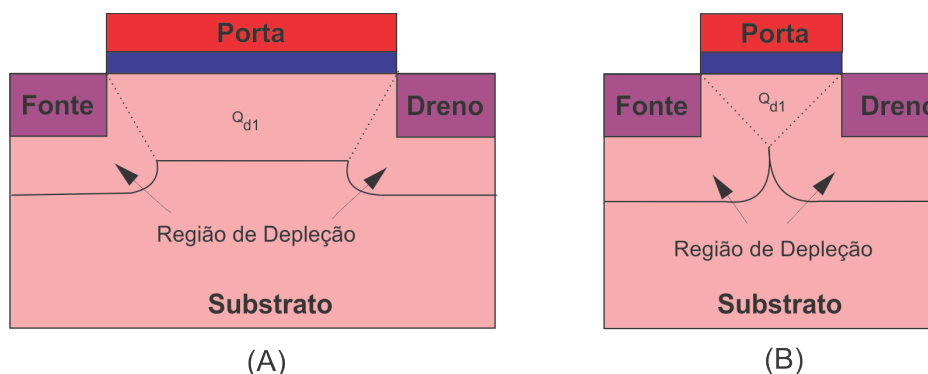 Porta
Fonte
Dreno
Qd1
Região de Depleção
Substrato
(A)
Porta
Fonte
Dreno
Qd1
Região de Depleção
Substrato
(B)